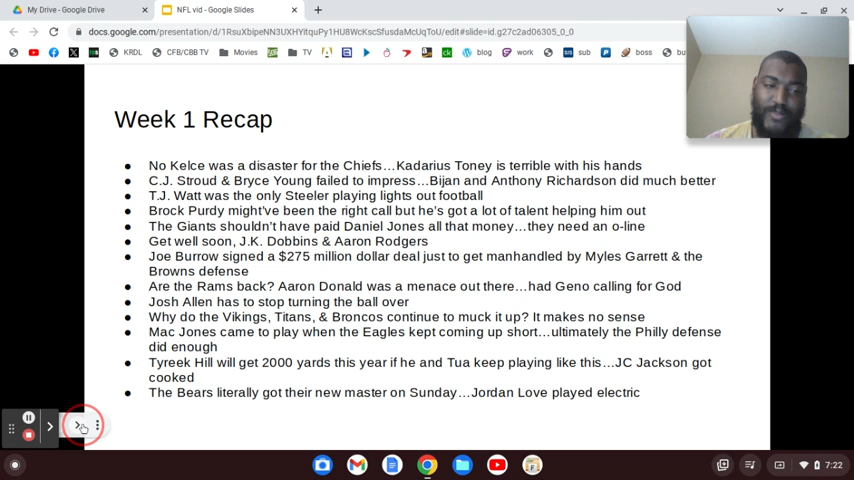 My Drive - Google Drive
NFL vid - Google Slides
docs.google.com/presentation/d/1RsuXbipeNN3UXHYitquPy1HU8WcKscSfusdaMcUqToU/edit#slide=id.g27c2ad06305_0_0
KRDL CFB/CBB TV Movies TV blog work sub boss bu
Week 1 Recap
● No Kelce was a disaster for the Chiefs…Kadarius Toney is terrible with his hands
● C.J. Stroud & Bryce Young failed to impress…Bijan and Anthony Richardson did much better
● T.J. Watt was the only Steeler playing lights out football
● Brock Purdy might’ve been the right call but he’s got a lot of talent helping him out
● The Giants shouldn’t have paid Daniel Jones all that money…they need an o-line
● Get well soon, J.K. Dobbins & Aaron Rodgers
● Joe Burrow signed a $275 million dollar deal just to get manhandled by Myles Garrett & the
Browns defense
● Are the Rams back? Aaron Donald was a menace out there…had Geno calling for God
● Josh Allen has to stop turning the ball over
● Why do the Vikings, Titans, & Broncos continue to muck it up? It makes no sense
● Mac Jones came to play when the Eagles kept coming up short…ultimately the Philly defense
did enough
● Tyreek Hill will get 2000 yards this year if he and Tua keep playing like this…JC Jackson got
cooked
● The Bears literally got their new master on Sunday…Jordan Love played electric
7:22